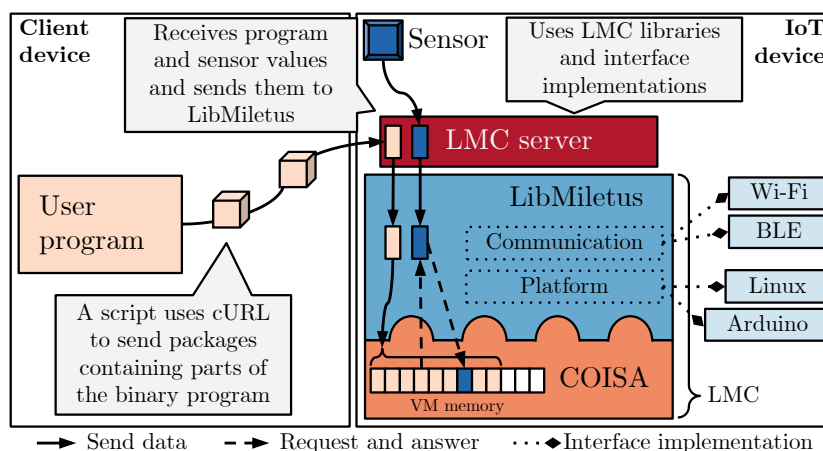 Client
device
Receives program
and sensor values
and sends them to
LibMiletus
Sensor
Uses LMC libraries
and interface
implementations
IoT
device
LMC server
User
program
LibMiletus
Communication
Platform
Wi-Fi
BLE
Linux
Arduino
A script uses cURL
to send packages
containing parts of
the binary program
COISA
VM memory
LMC
Send data
Request and answer
Interface implementation